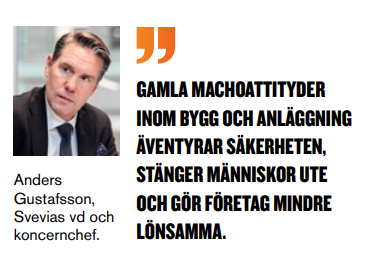 GAMLA MACHOATTITYDER
INOM BYGG OCH ANLÄGGNING
ÄVENTYRAR SÄKERHETEN,
STÄNGER MÄNNISKOR UTE
OCH GÖR FÖRETAG MINDRE
LÖNSAMMA.
Anders
Gustafsson,
Svevias vd och
koncernchef.